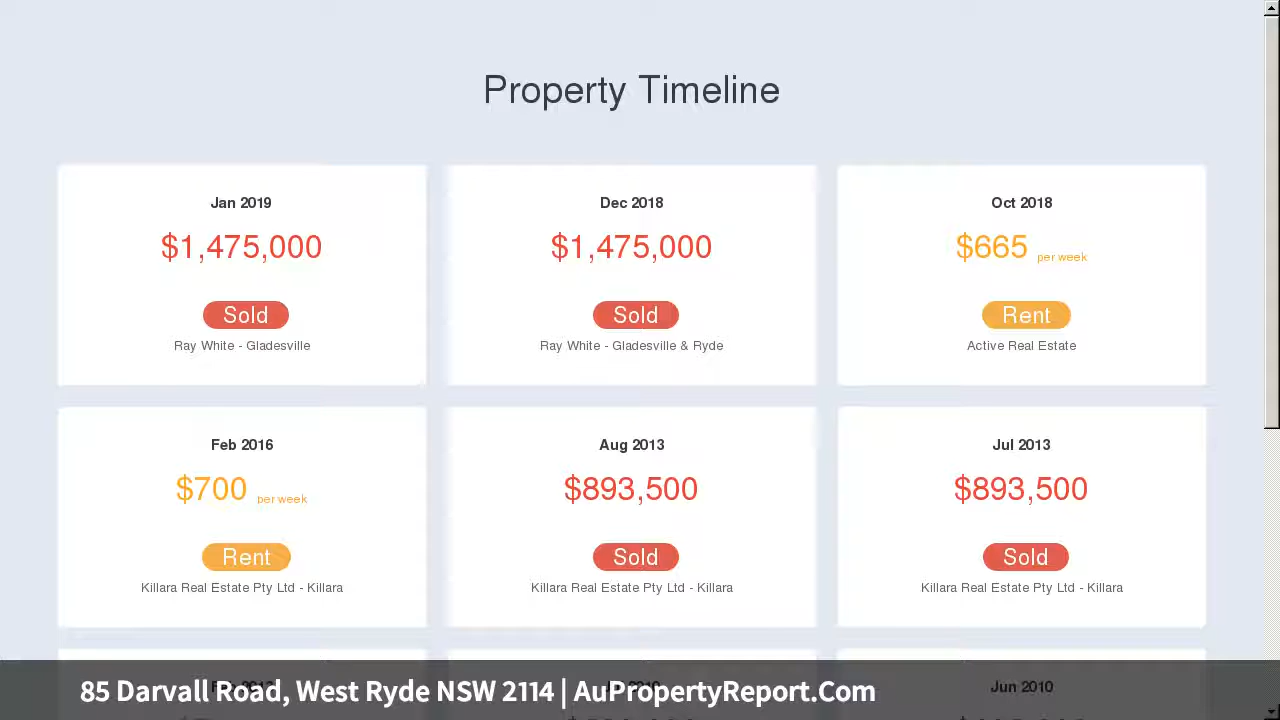 Property Timeline
Jan 2019
$1,475,000
Sold
Ray White - Gladesville
Dec 2018
$1,475,000
Sold
Ray White - Gladesville & Ryde
Oct 2018
$665 per week
Rent
Active Real Estate
Feb 2016
$700 per week
Rent
Killara Real Estate Pty Ltd - Killara
Aug 2013
$893,500
Sold
Killara Real Estate Pty Ltd - Killara
Jul 2013
$893,500
Sold
Killara Real Estate Pty Ltd - Killara
Jun 2010
85 Darvall Road, West Ryde NSW 2114 | AuPropertyReport.Com